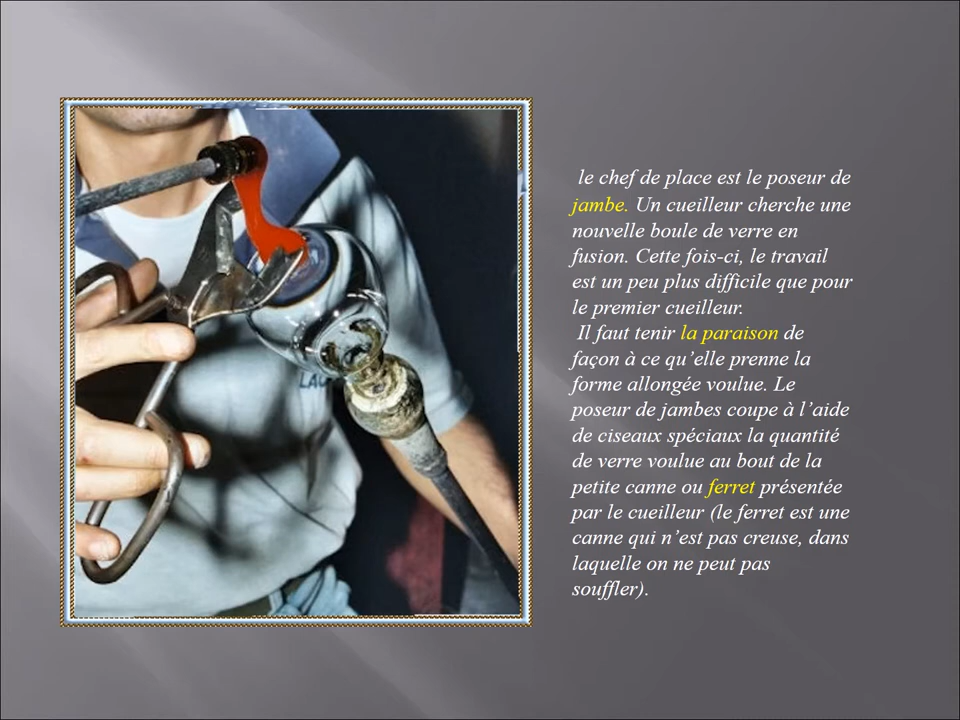 le chef de place est le poseur de
jambe. Un cueilleur cherche une
nouvelle boule de verre en
fusion. Cette fois-ci, le travail
est un peu plus difficile que pour
le premier cueilleur.
Il faut tenir la paraison de
façon à ce qu’elle prenne la
forme allongée voulue. Le
poseur de jambes coupe à l’aide
de ciseaux spéciaux la quantité
de verre voulue au bout de la
petite canne ou ferret présentée
par le cueilleur (le ferret est une
canne qui n’est pas creuse, dans
laquelle on ne peut pas
souffler).